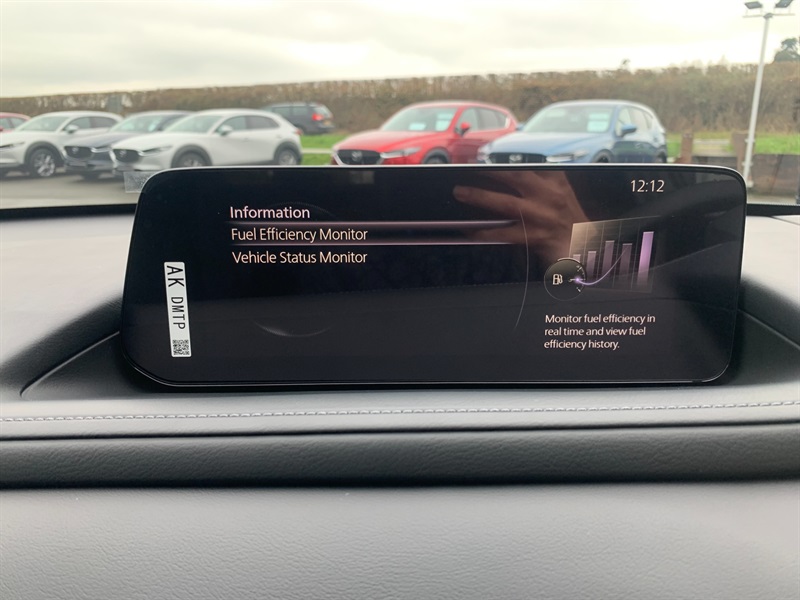 12:12
Information
Fuel Efficiency Monitor
Vehicle Status Monitor
AK DMTP
Monitor fuel efficiency in
real time and view fuel
efficiency history.